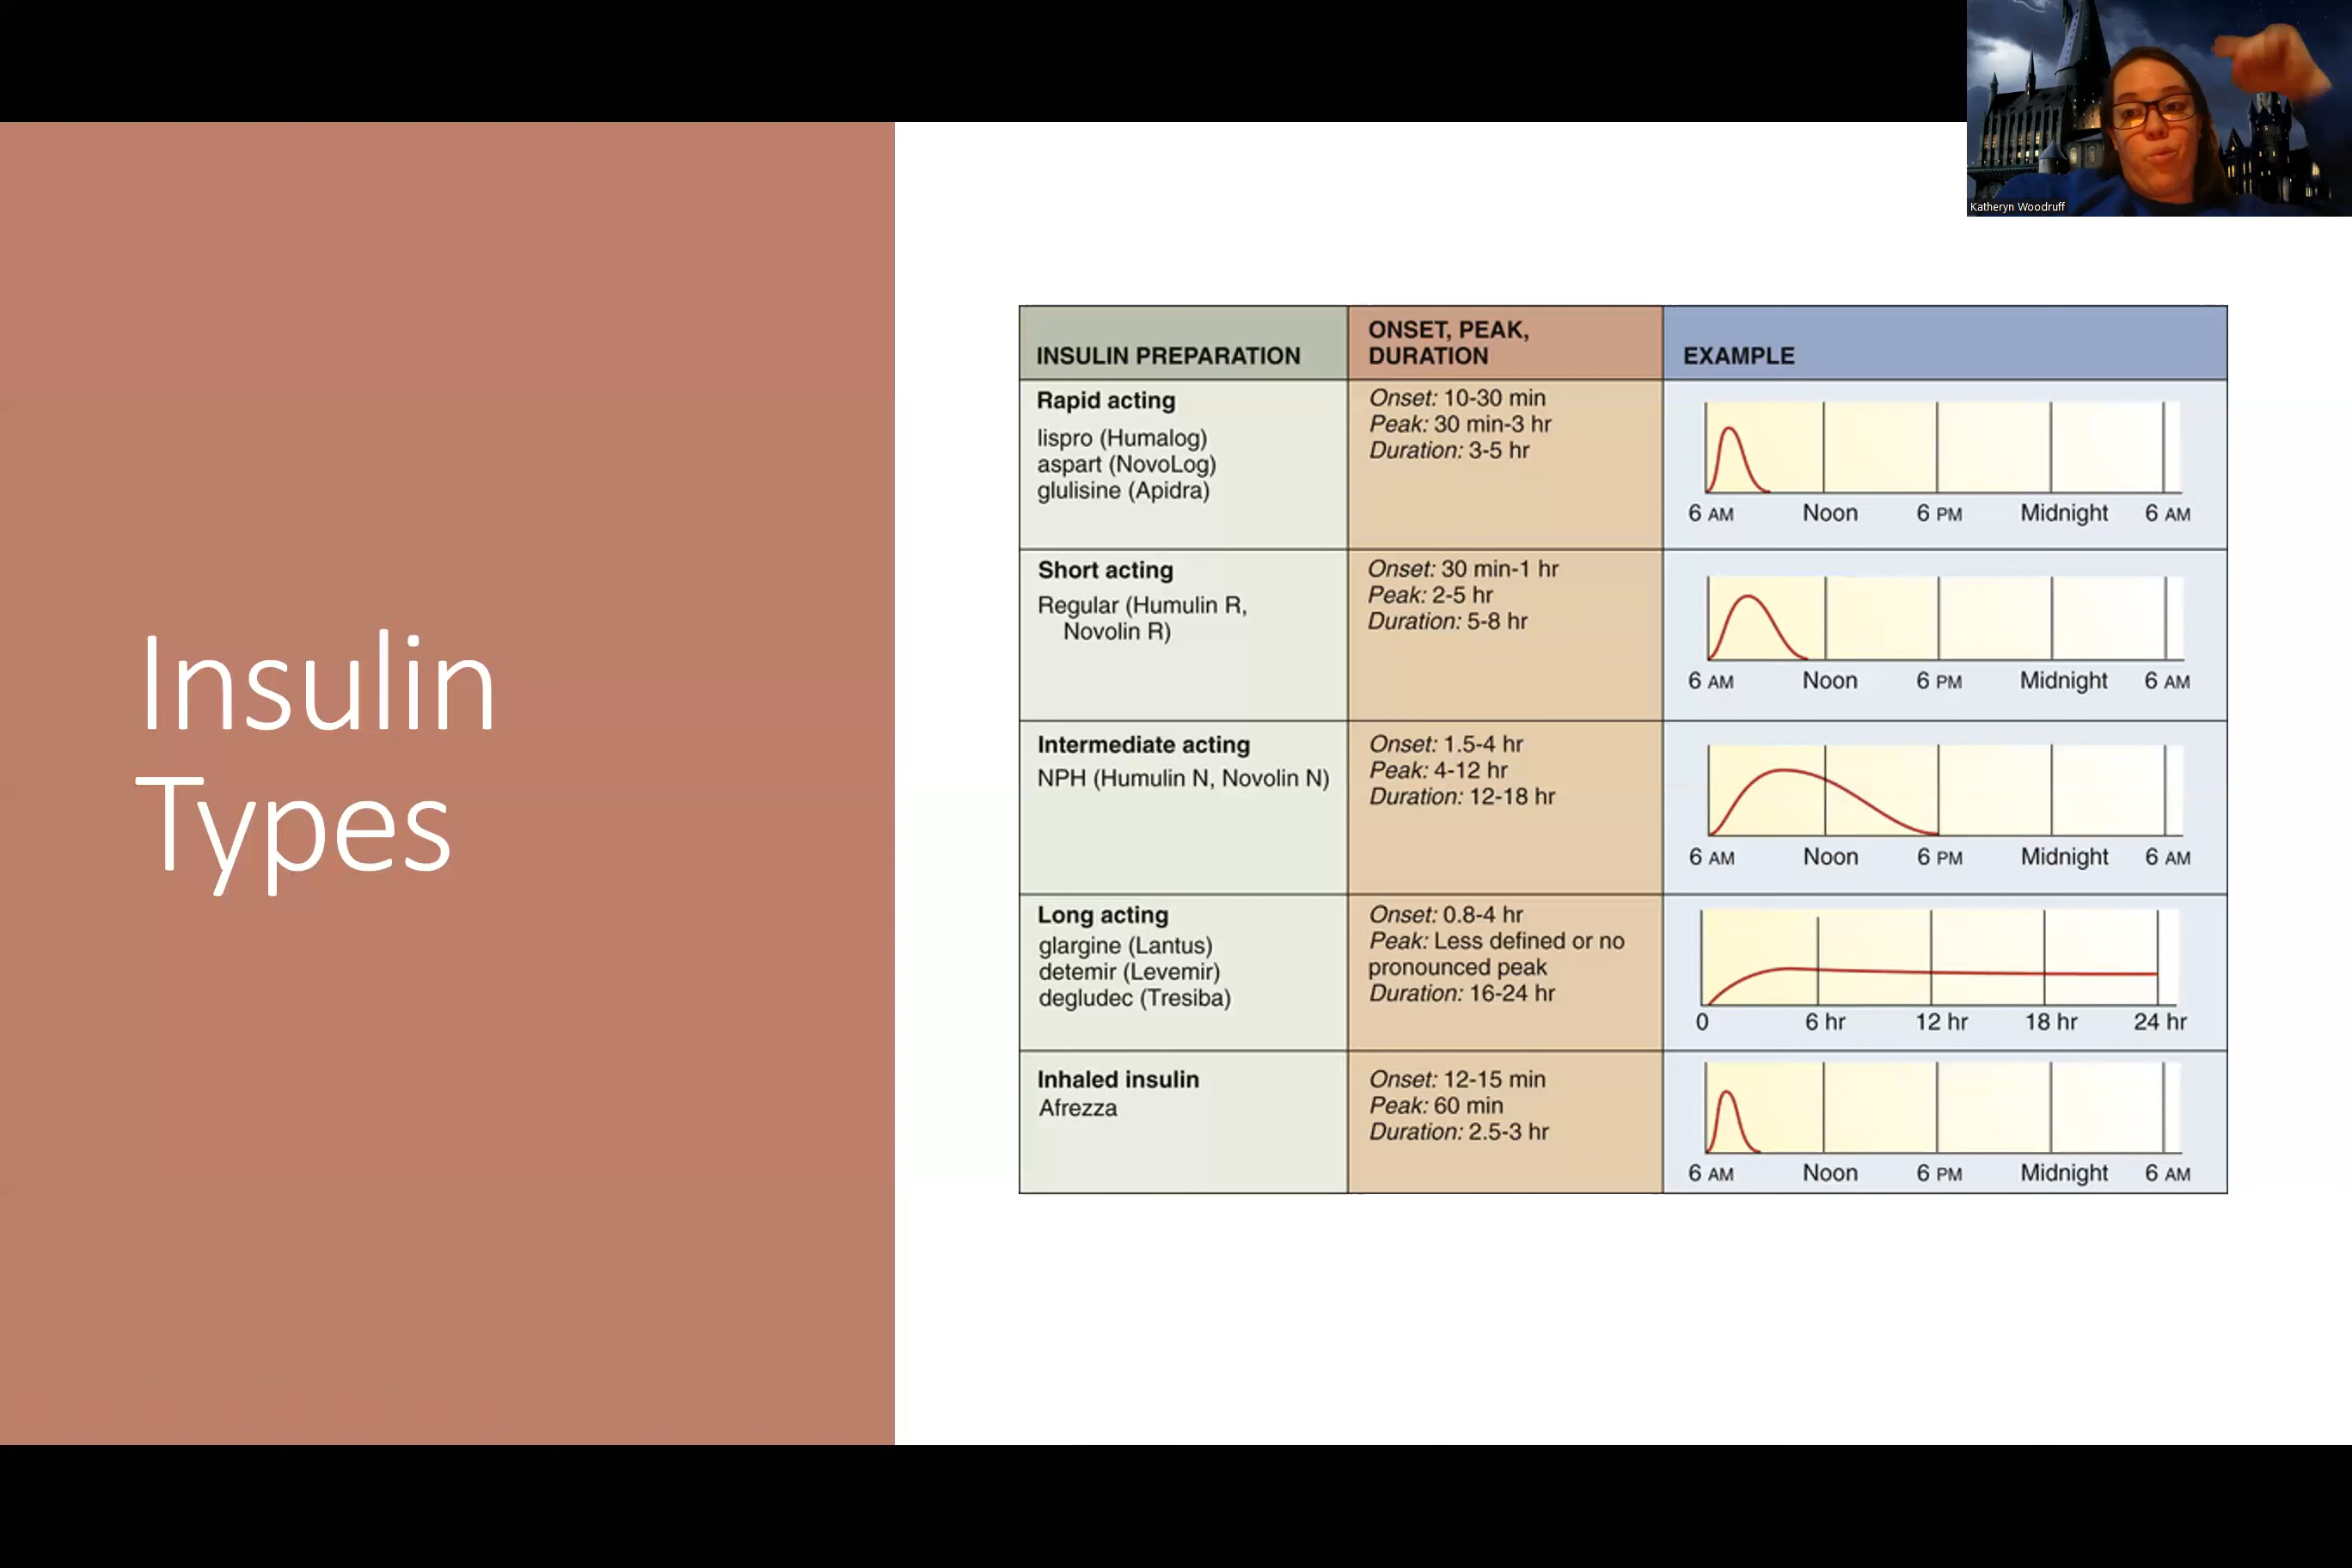 Katheryn Woodruff
Insulin
Types
INSULIN PREPARATION
ONSET, PEAK,
DURATION
EXAMPLE
Rapid acting
lispro (Humalog)
aspart (NovoLog)
glulisine (Apidra)
Onset: 10-30 min
Peak: 30 min-3 hr
Duration: 3-5 hr
6 AM Noon 6 PM Midnight 6 AM
Short acting
Regular (Humulin R,
Novolin R)
Onset: 30 min-1 hr
Peak: 2-5 hr
Duration: 5-8 hr
6 AM Noon 6 PM Midnight 6 AM
Intermediate acting
NPH (Humulin N, Novolin N)
Onset: 1.5-4 hr
Peak: 4-12 hr
Duration: 12-18 hr
6 AM Noon 6 PM Midnight 6 AM
Long acting
glargine (Lantus)
detemir (Levemir)
degludec (Tresiba)
Onset: 0.8-4 hr
Peak: Less defined or no
pronounced peak
Duration: 16-24 hr
0 6 hr 12 hr 18 hr 24 hr
Inhaled insulin
Afrezza
Onset: 12-15 min
Peak: 60 min
Duration: 2.5-3 hr
6 AM Noon 6 PM Midnight 6 AM